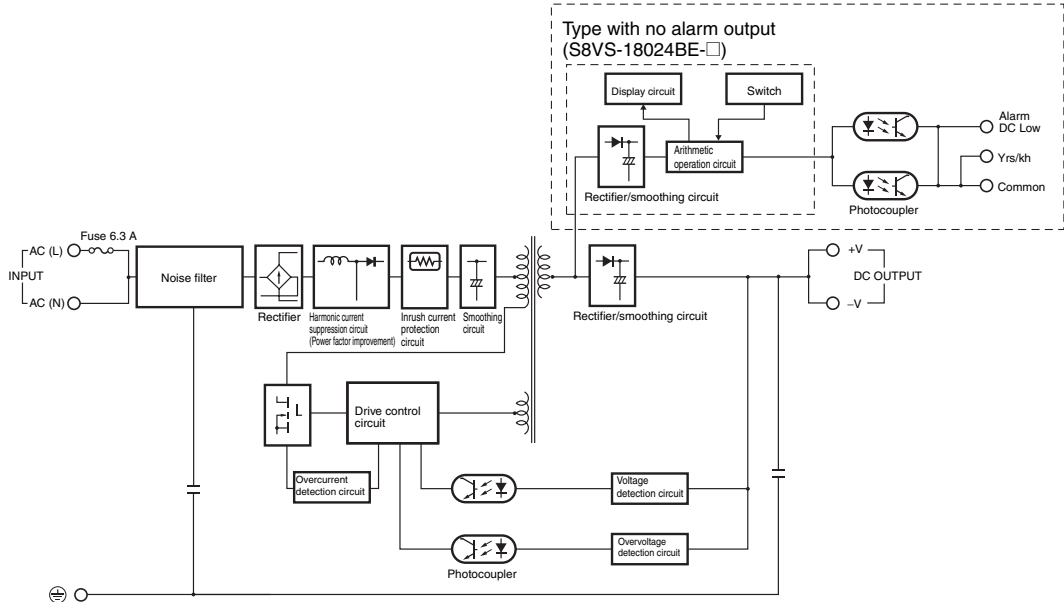 Type with no alarm output
(S8VS-18024BE-□)
Display circuit
Switch
Arithmetic
operation circuit
Rectifier/smoothing circuit
Alarm
DC Low
Yrs/kh
Common
Photocoupler
Fuse 6.3 A
AC (L)
INPUT
AC (N)
Noise filter
Rectifier
Harmonic current
suppression circuit
(Power factor improvement)
Inrush current
protection
circuit
Smoothing
circuit
Rectifier/smoothing circuit
+V
DC OUTPUT
–V
Drive control
circuit
Overcurrent
detection circuit
Voltage
detection circuit
Overvoltage
detection circuit
Photocoupler